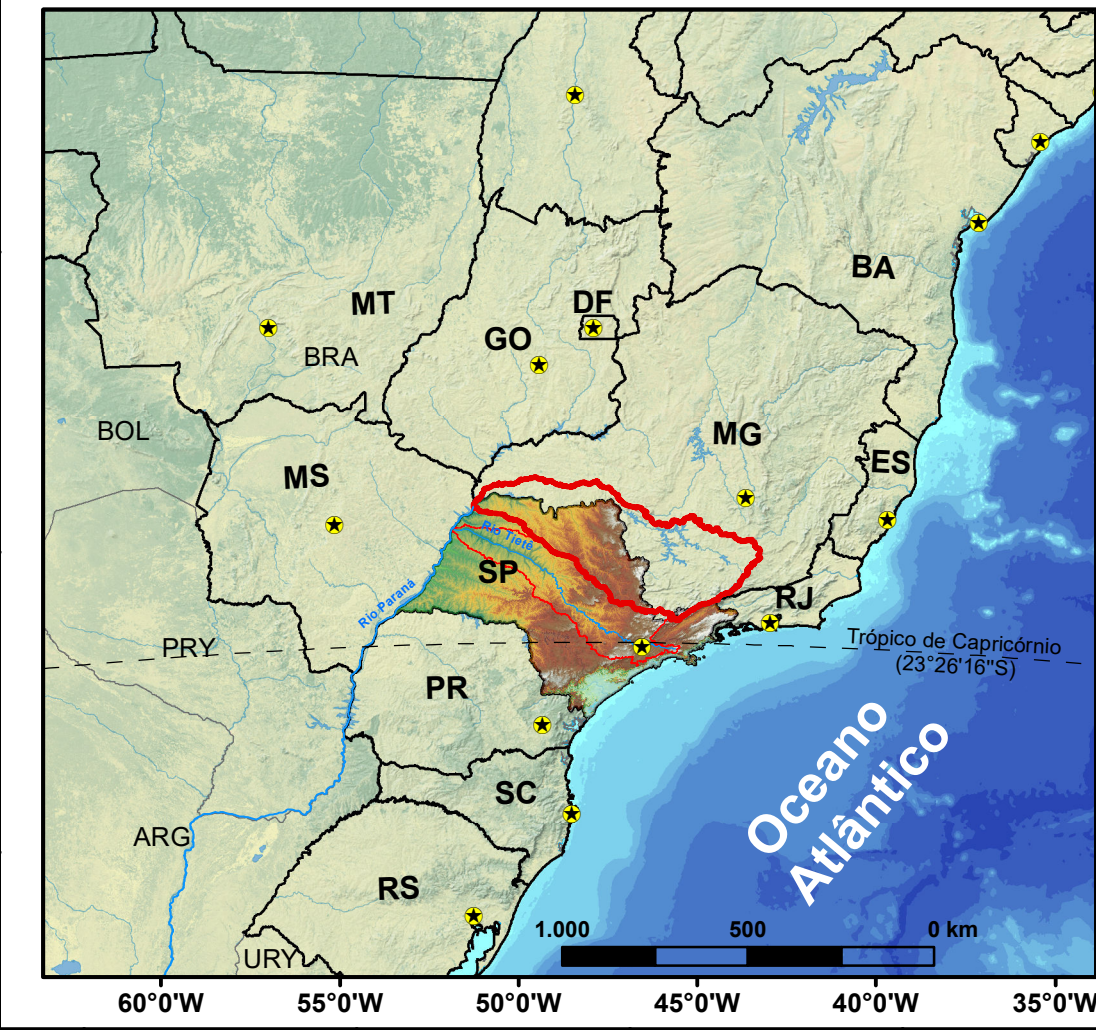 BA
MT
DF
GO
BRA
BOL
MG
MS
ES
Rio Tietê
SP
Rio Paraná
RJ
PRY
Trópico de Capricórnio
(23°26'16"S)
PR
Oceano
Atlântico
SC
ARG
RS
1.000 500 0 km
URY
60°0'W 55°0'W 50°0'0"W 45°0'W 40°0'W 35°0'W